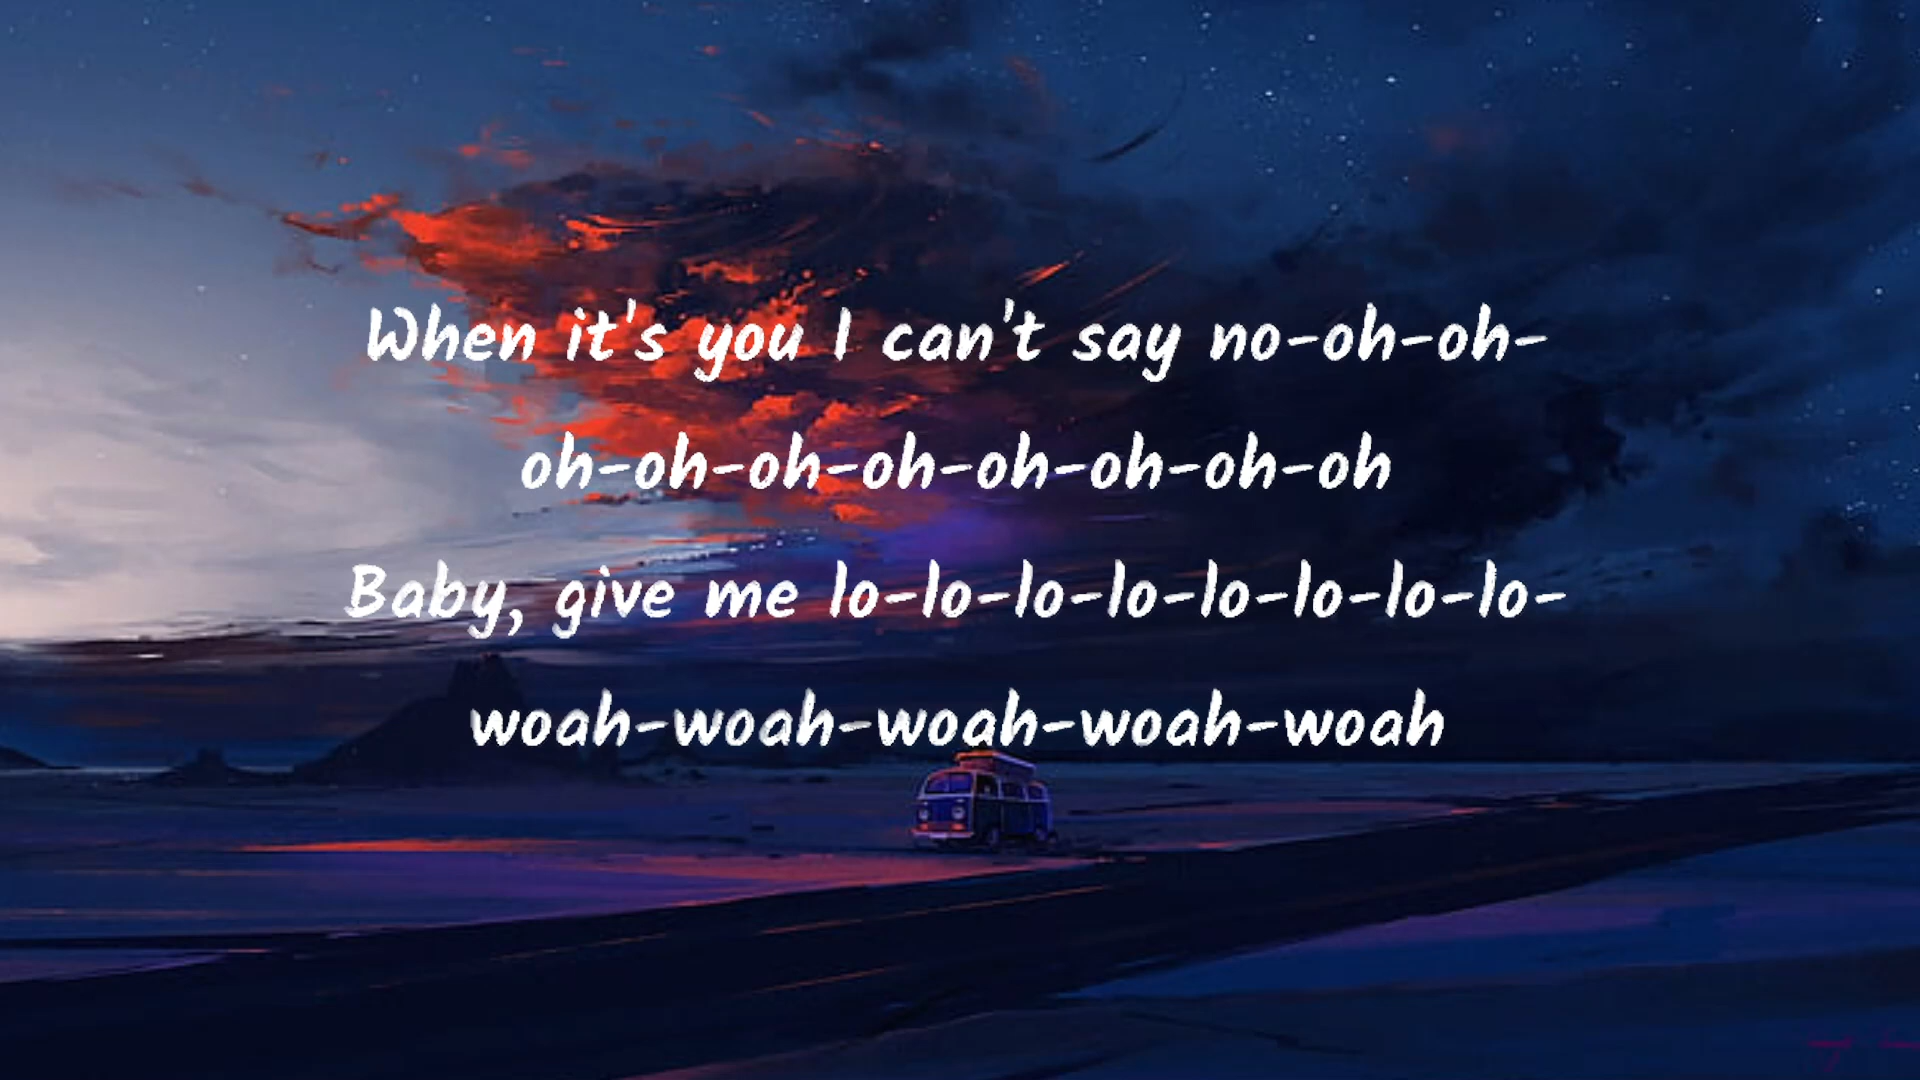 When it's you I can't say no-oh-oh-
oh-oh-oh-oh-oh-oh-oh-oh
Baby, give me lo-lo-lo-lo-lo-lo-lo-lo-
woah-woah-woah-woah-woah